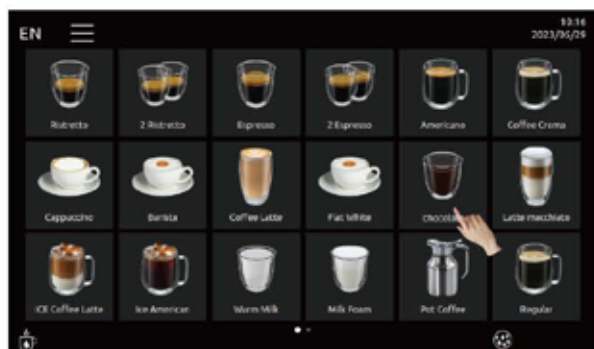 EN
10:16
2023/06/29
Ristretto
2 Ristretto
Espresso
2 Espresso
Americano
Coffee Crema
Cappuccino
Barista
Coffee Latte
Flat White
Chocola
Latte macchiato
ICE Coffee Latte
Ice American
Warm Milk
Milk Foam
Pot Coffee
Regular